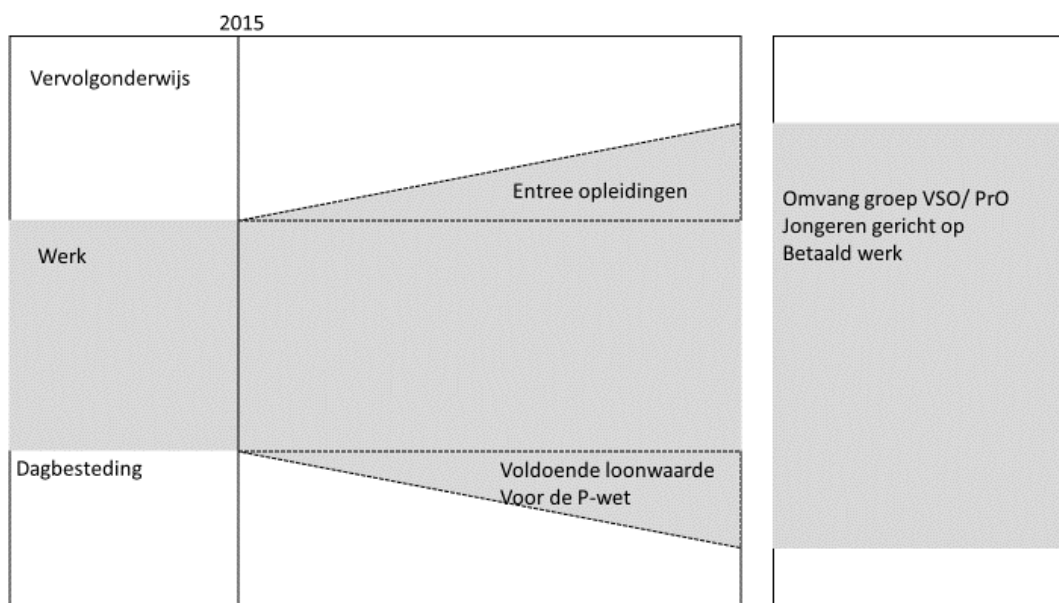 2015
Vervolgonderwijs
Entree opleidingen
Omvang groep VSO/ PrO
Jongeren gericht op
Betaald werk
Werk
Dagbesteding
Voldoende loonwaarde
Voor de P-wet